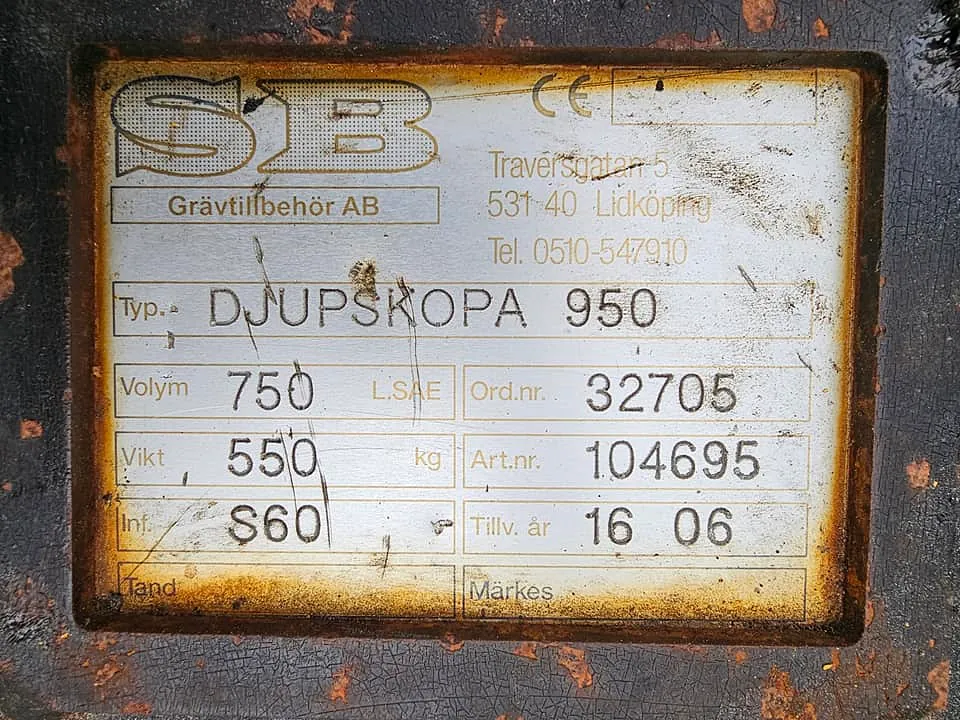 SB
CE
Grävtillbehör AB
Traversgatan 5
531 40 Lidköping
Tel. 0510-547910
Typ. DJUPSKOPA 950
Volym 750 L.SAE
Ord.nr. 32705
Vikt 550 kg
Art.nr. 104695
Inf. S60
Tillv. år 16 06
Tand
Märkes